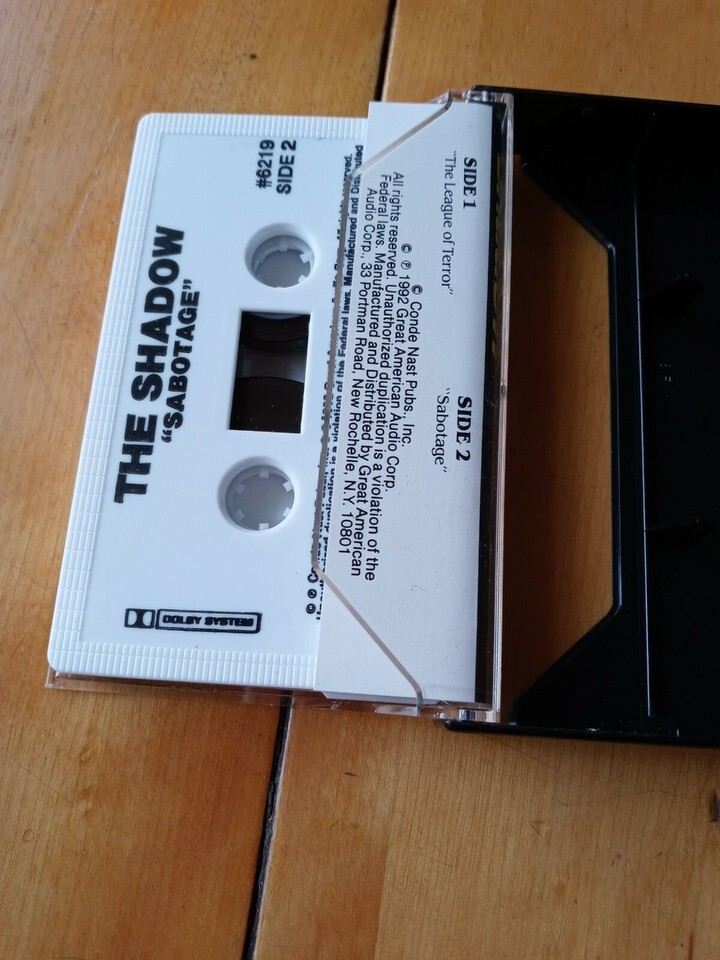 THE SHADOW
"SABOTAGE"
#6219
SIDE 2
DOLBY SYSTEM
SIDE 1
"The League of Terror"
SIDE 2
"Sabotage"
© Conde Nast Pubs., Inc.
© ℗ 1992 Great American Audio Corp.
All rights reserved. Unauthorized duplication is a violation of the
Federal laws. Manufactured and Distributed by Great American
Audio Corp., 33 Portman Road, New Rochelle, N.Y. 10801